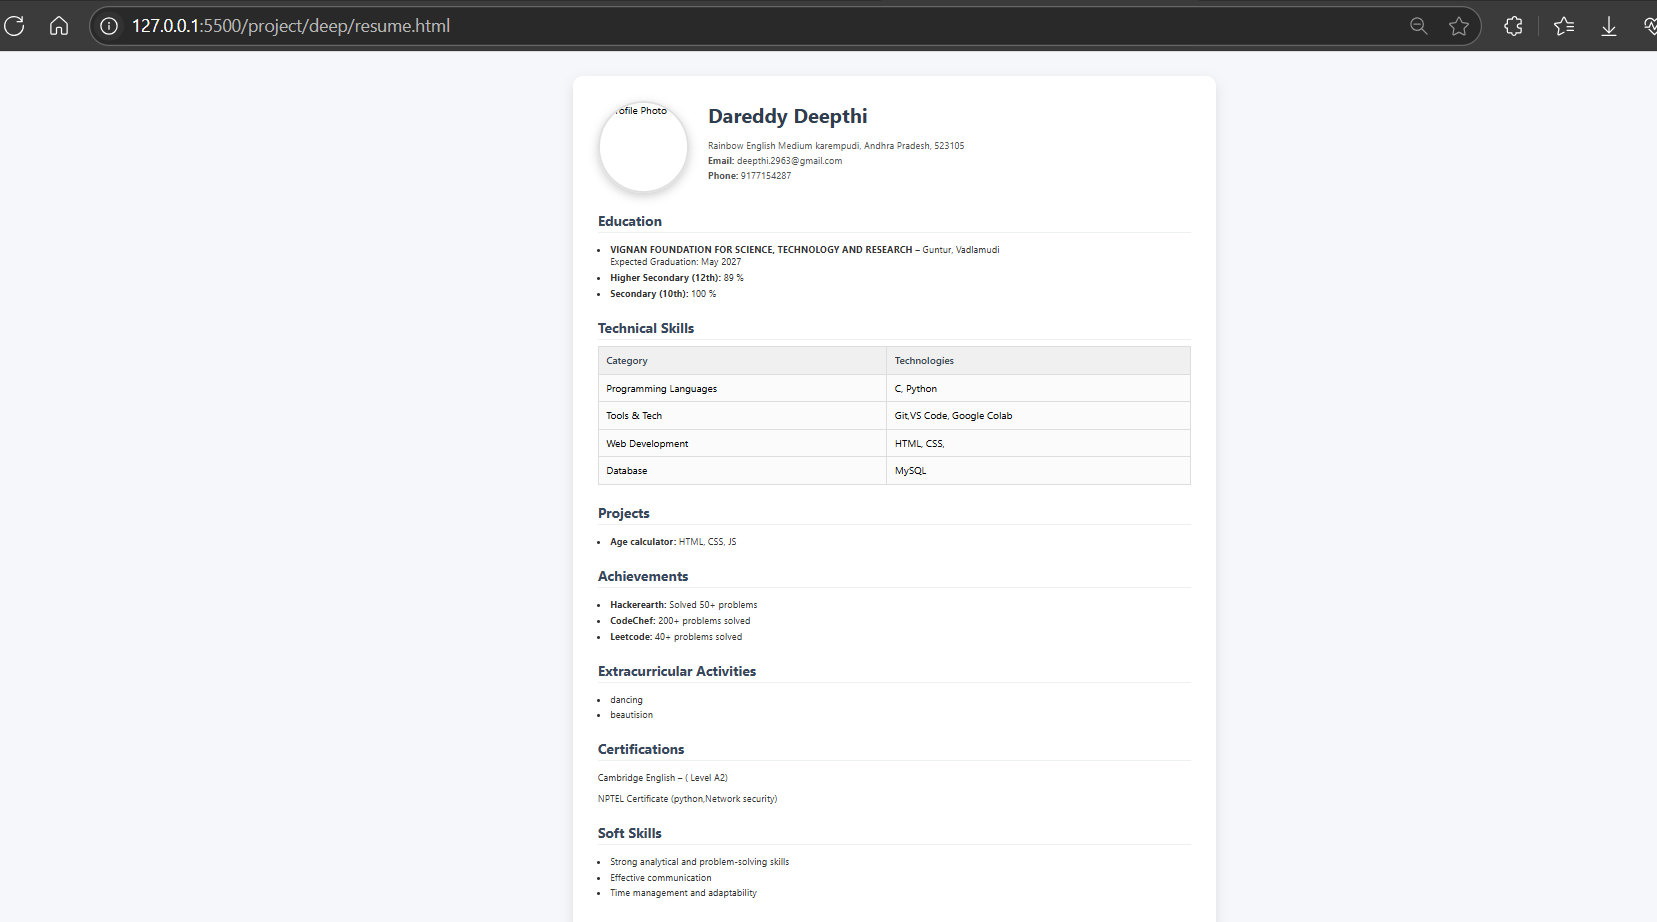 127.0.0.1:5500/project/deep/resume.html
ofile Photo
Dareddy Deepthi
Rainbow English Medium karempudi, Andhra Pradesh, 523105
Email: deepthi.2963@gmail.com
Phone: 9177154287
Education
VIGNAN FOUNDATION FOR SCIENCE, TECHNOLOGY AND RESEARCH – Guntur, Vadlamudi
Expected Graduation: May 2027
Higher Secondary (12th): 89 %
Secondary (10th): 100 %
Technical Skills
Category Technologies
Programming Languages C, Python
Tools & Tech Git,VS Code, Google Colab
Web Development HTML, CSS,
Database MySQL
Projects
Age calculator: HTML, CSS, JS
Achievements
Hackerearth: Solved 50+ problems
CodeChef: 200+ problems solved
Leetcode: 40+ problems solved
Extracurricular Activities
dancing
beautision
Certifications
Cambridge English – ( Level A2)
NPTEL Certificate (python,Network security)
Soft Skills
Strong analytical and problem-solving skills
Effective communication
Time management and adaptability